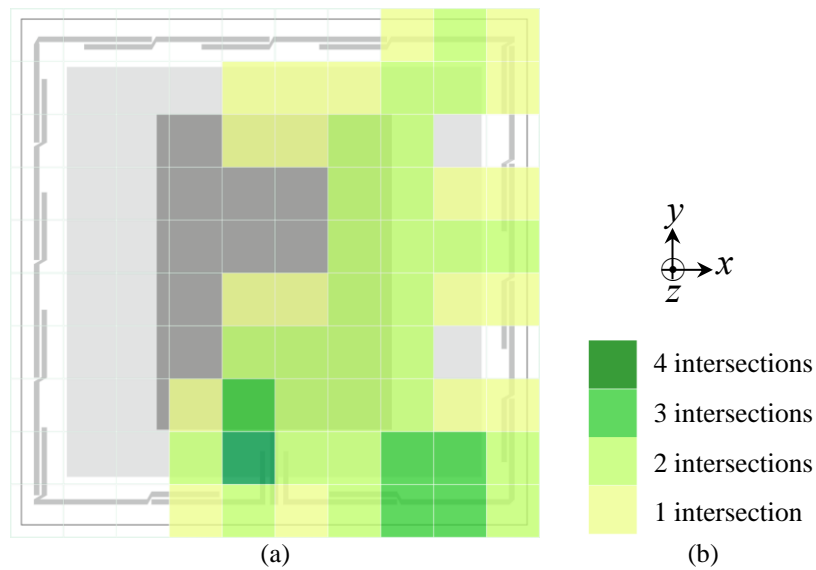 y
x
z
4 intersections
3 intersections
2 intersections
1 intersection
(a)
(b)